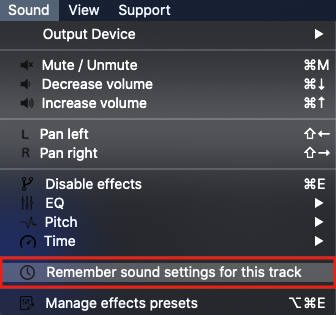 Sound View Support
Output Device ▶
Mute / Unmute ⌘M
Decrease volume ⌘↓
Increase volume ⌘↑
L Pan left ⇧←
R Pan right ⇧→
Disable effects ⌘E
EQ ▶
Pitch ▶
Time ▶
Remember sound settings for this track
Manage effects presets ⌥⌘E